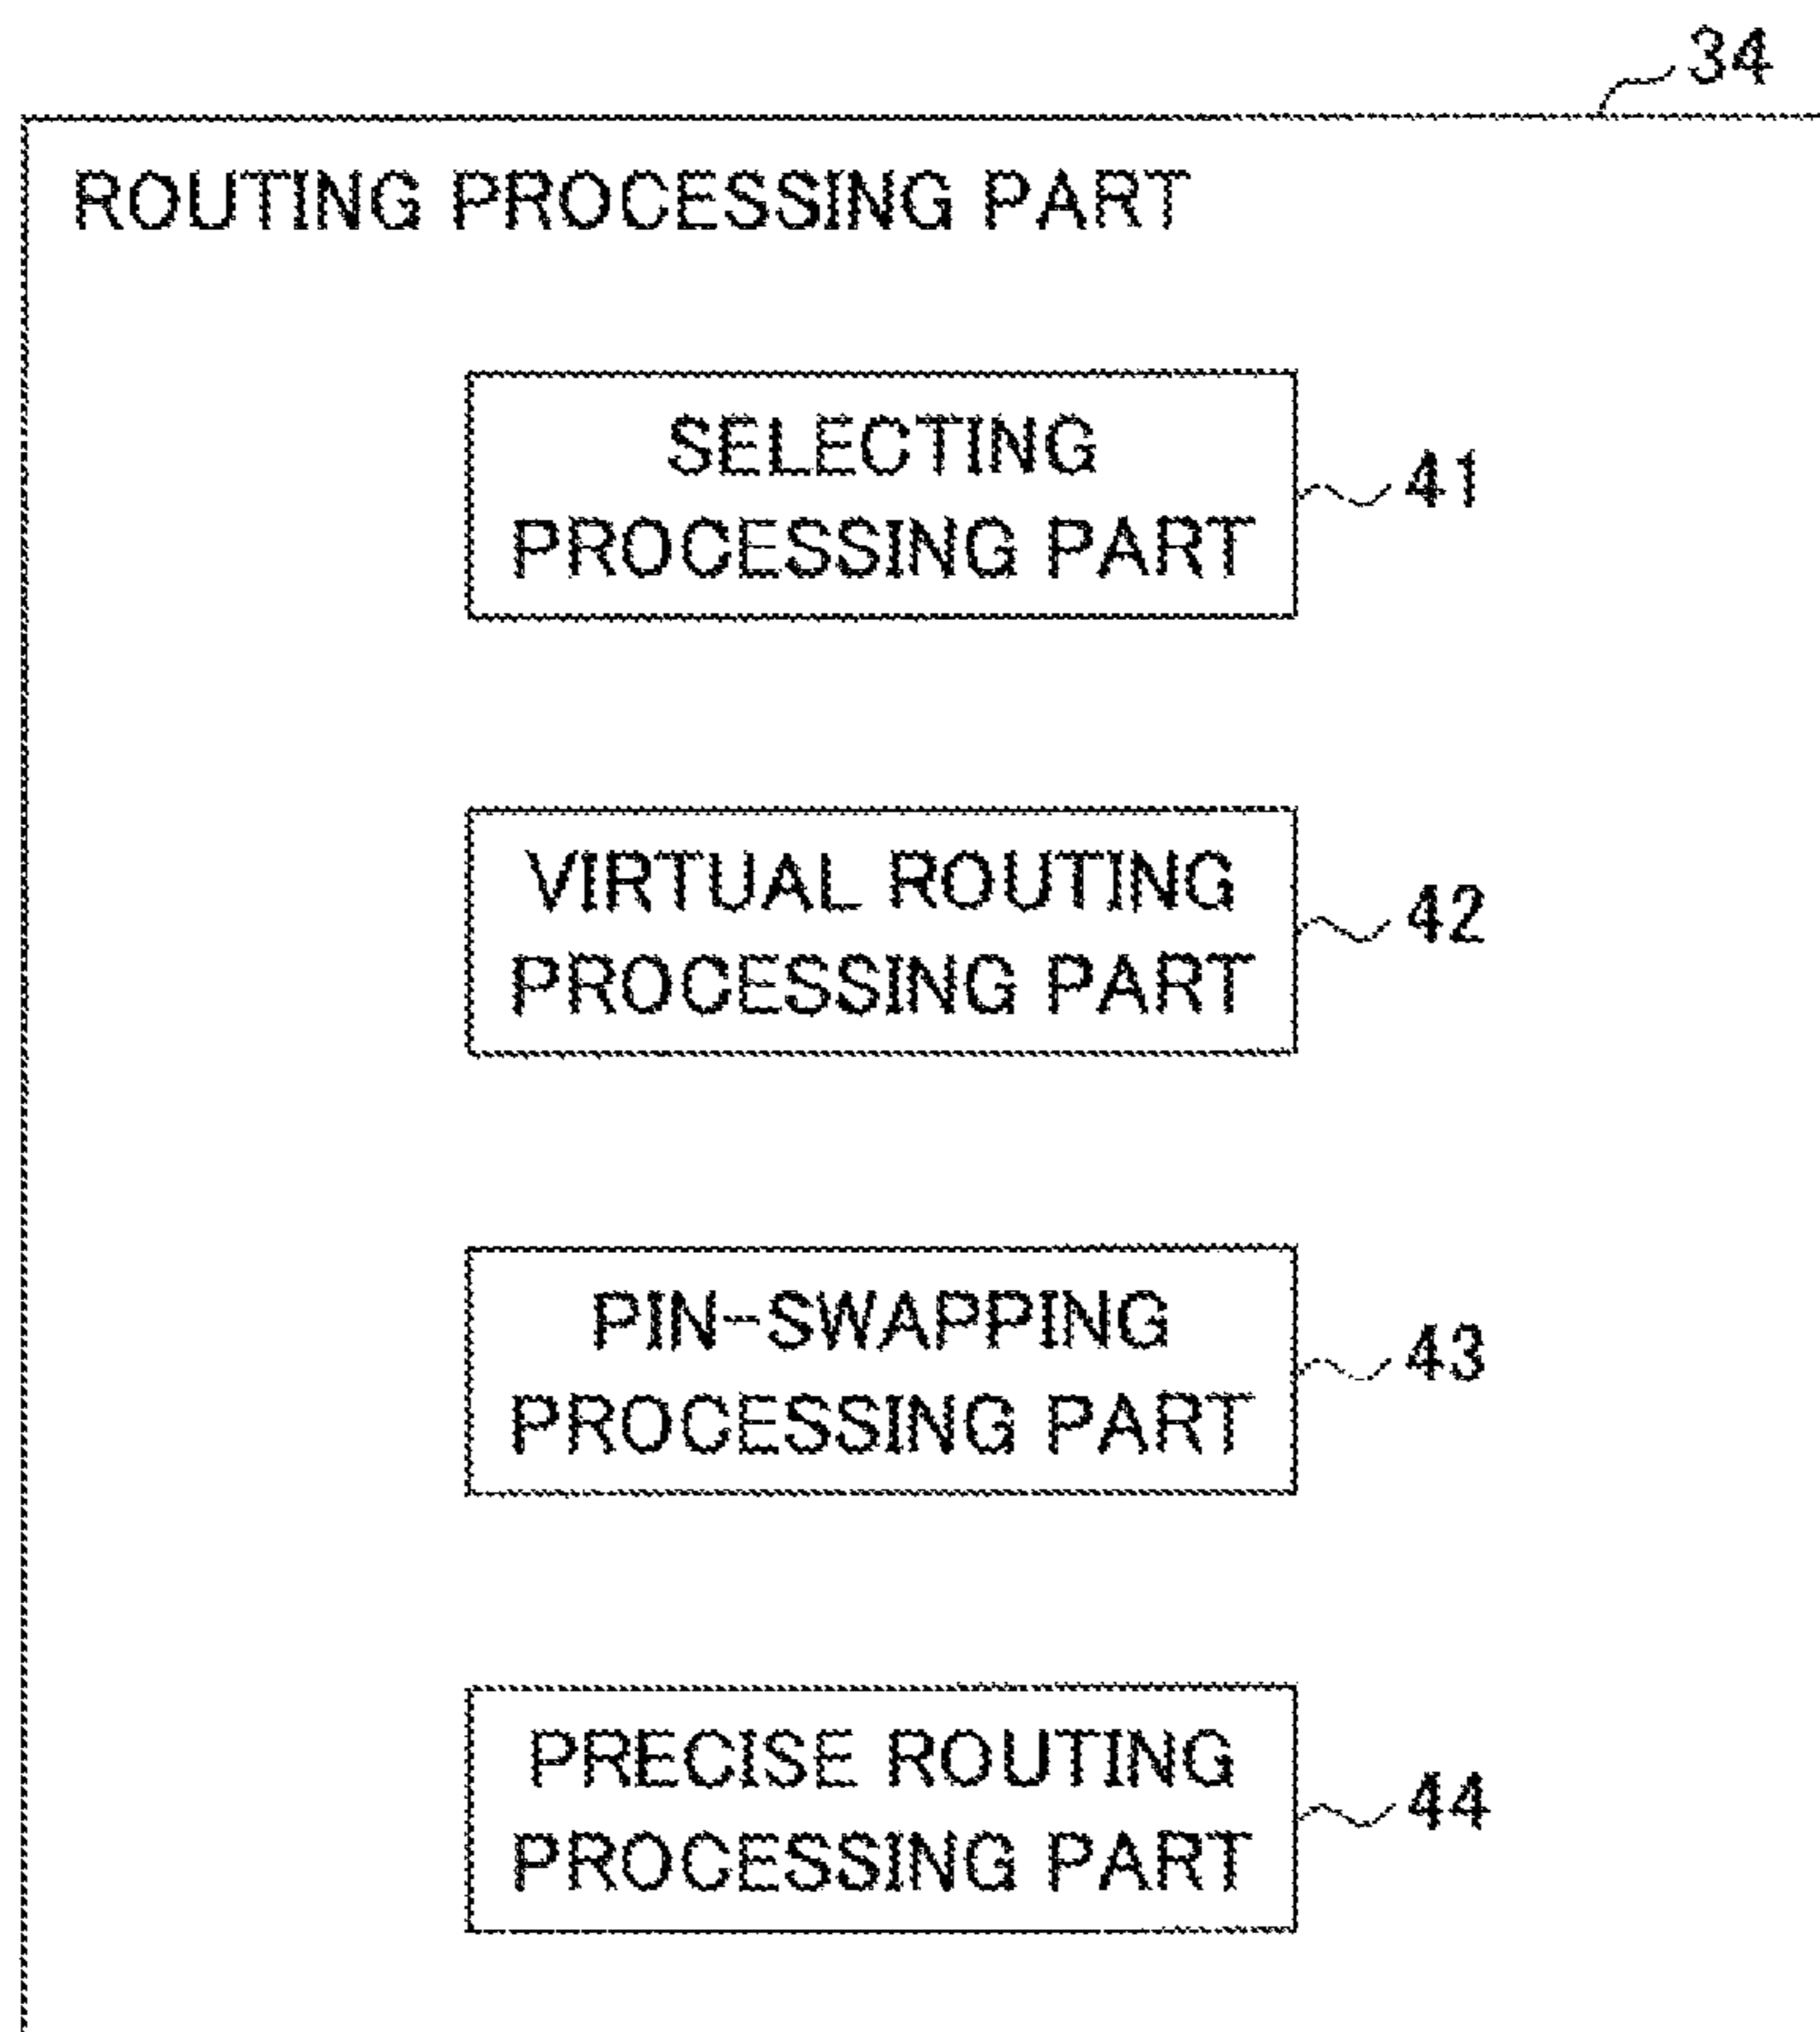 34
ROUTING PROCESSING PART
SELECTING
PROCESSING PART
41
VIRTUAL ROUTING
PROCESSING PART
42
PIN-SWAPPING
PROCESSING PART
43
PRECISE ROUTING
PROCESSING PART
44